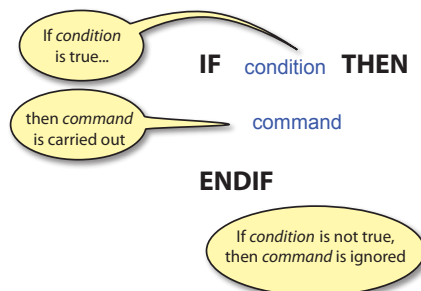 If condition
is true...
IF condition THEN
then command
is carried out
command
ENDIF
If condition is not true,
then command is ignored